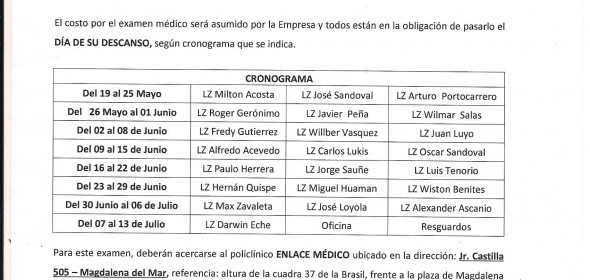 El costo por el examen médico será asumido por la Empresa y todos están en la obligación de pasarlo el
DÍA DE SU DESCANSO, según cronograma que se indica.
CRONOGRAMA
Del 19 al 25 Mayo LZ Milton Acosta LZ José Sandoval LZ Arturo Portocarrero
Del 26 Mayo al 01 Junio LZ Roger Gerónimo LZ Javier Peña LZ Wilmar Salas
Del 02 al 08 de Junio LZ Fredy Gutierrez LZ Willber Vasquez LZ Juan Luyo
Del 09 al 15 de Junio LZ Alfredo Acevedo LZ Carlos Lukis LZ Oscar Sandoval
Del 16 al 22 de Junio LZ Paulo Herrera LZ Jorge Sauñe LZ Luis Tenorio
Del 23 al 29 de Junio LZ Hernán Quispe LZ Miguel Huaman LZ Wiston Benites
Del 30 Junio al 06 de Julio LZ Max Zavaleta LZ José Loyola LZ Alexander Ascanio
Del 07 al 13 de Julio LZ Darwin Eche Oficina Resguardos
Para este examen, deberán acercarse al policlínico ENLACE MÉDICO ubicado en la dirección: Jr. Castilla
505 – Magdalena del Mar, referencia: altura de la cuadra 37 de la Brasil, frente a la plaza de Magdalena